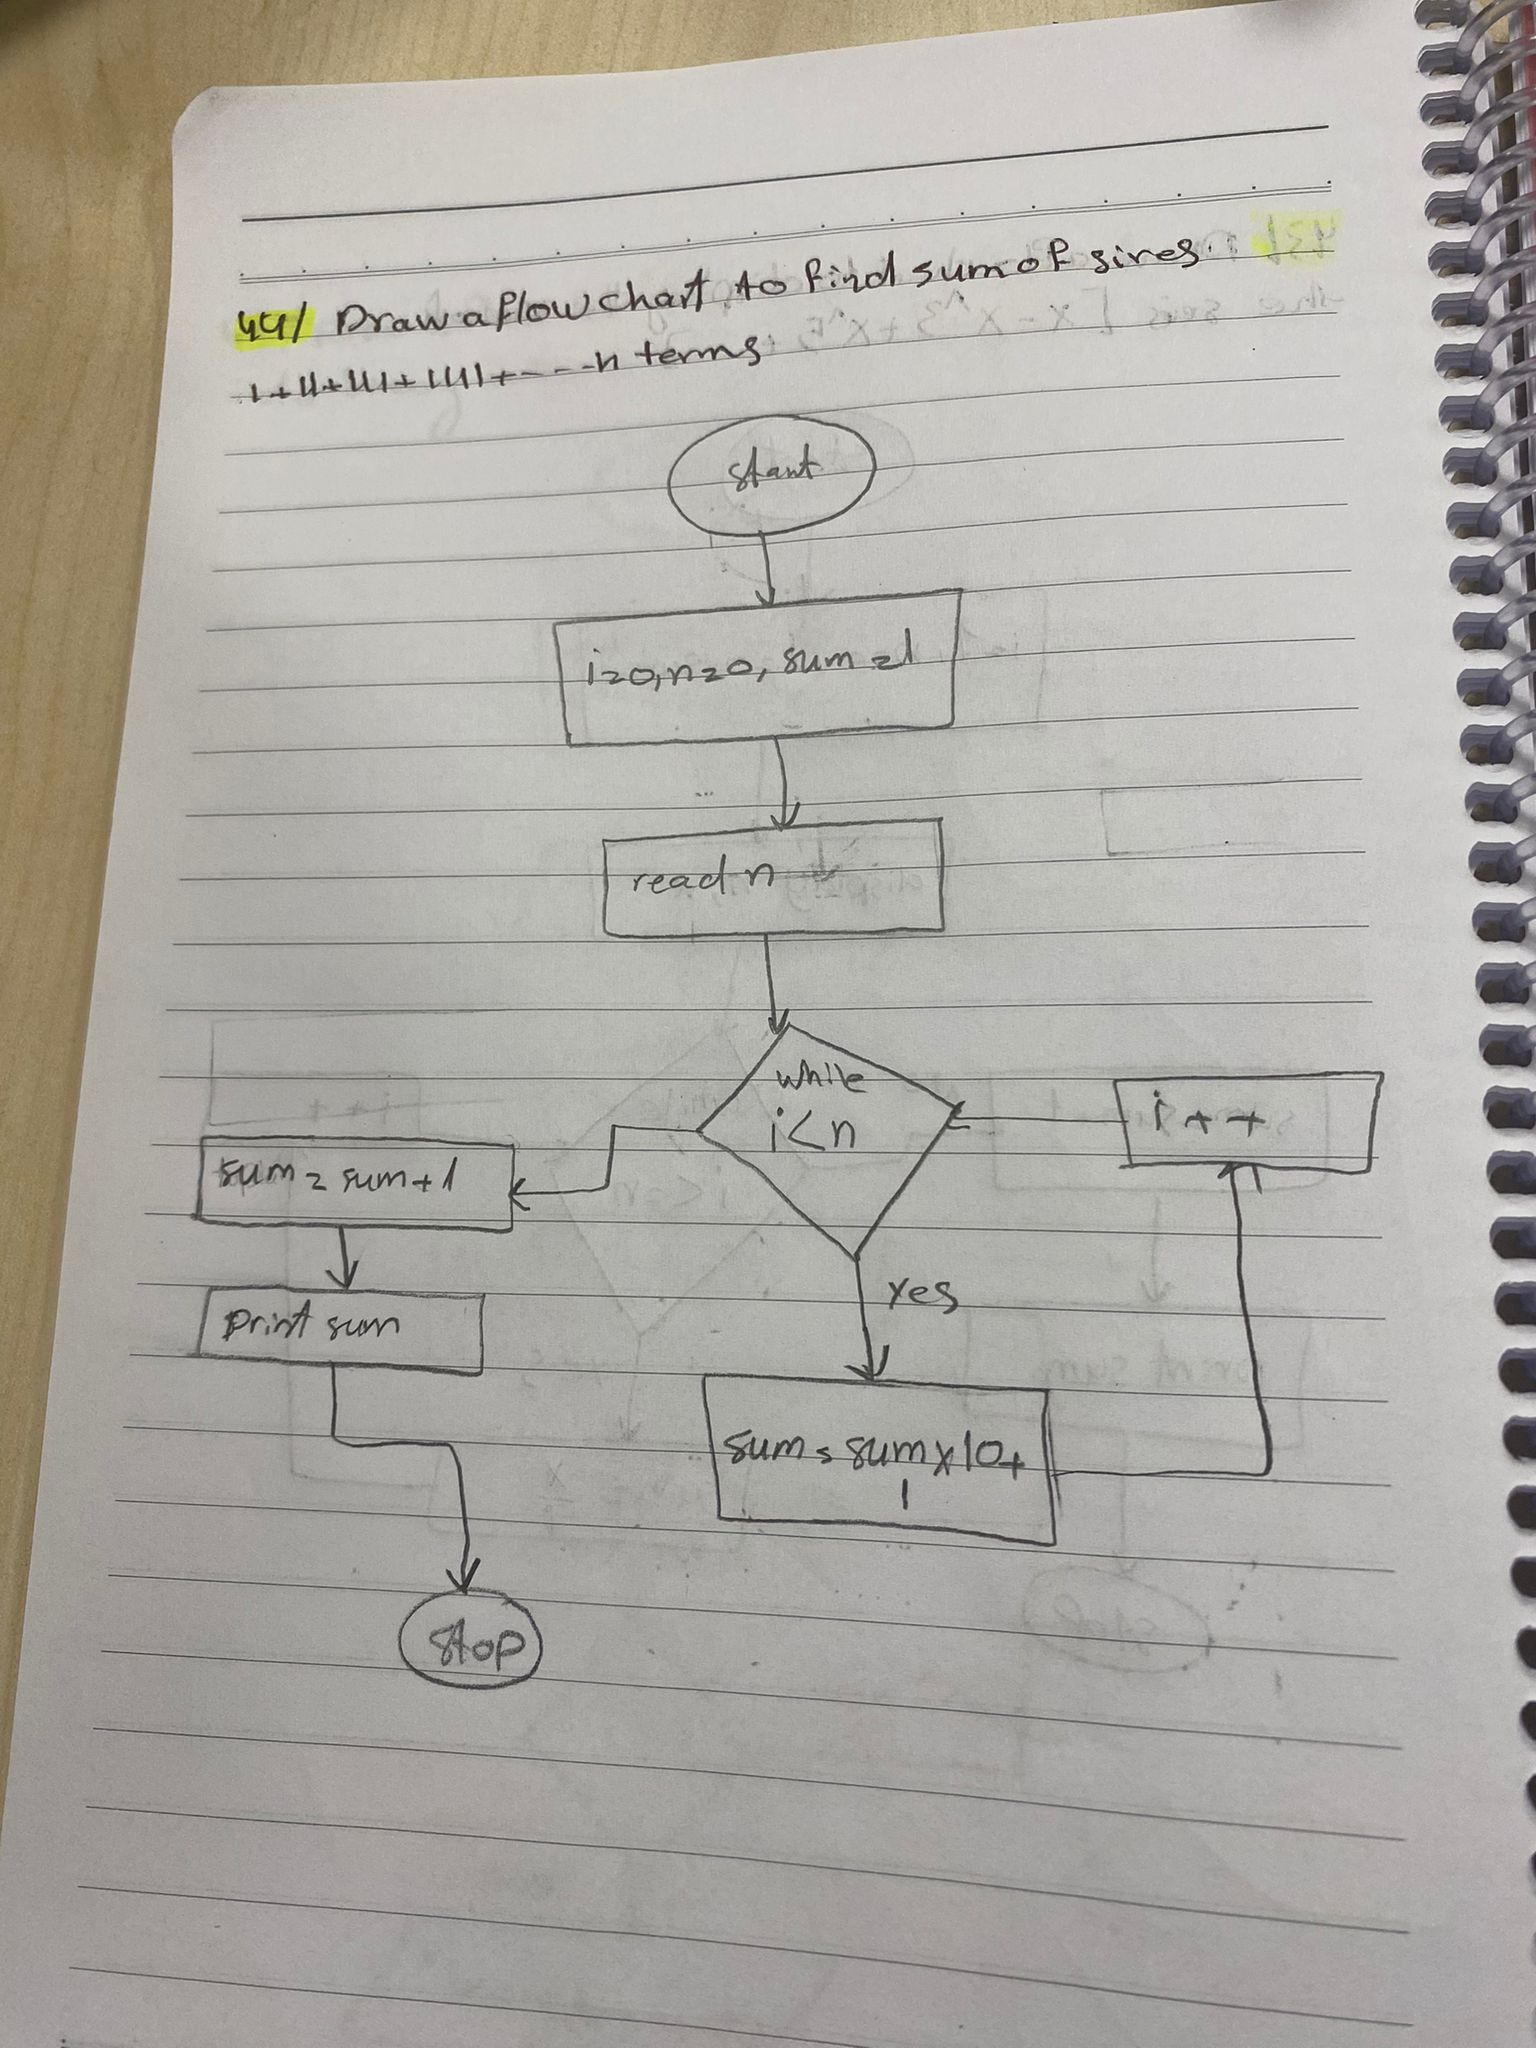 44/ Draw a flow chart to find sum of sires.
1+11+111+1111+----n terms
start
i=0,n=0, sum=1
read n
while
i<n
i++
sum=sum+1
print sum
yes
sum=sum×10+
1
stop